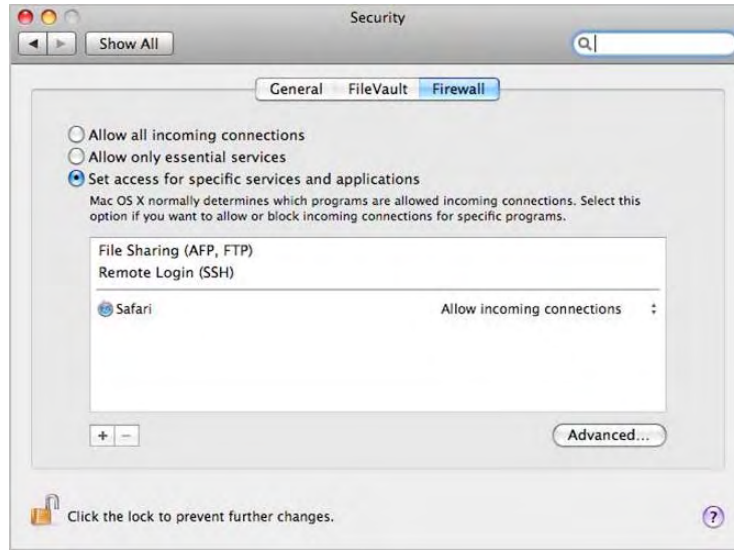 Security
Show All
General FileVault Firewall
Allow all incoming connections
Allow only essential services
Set access for specific services and applications
Mac OS X normally determines which programs are allowed incoming connections. Select this
option if you want to allow or block incoming connections for specific programs.
File Sharing (AFP, FTP)
Remote Login (SSH)
Safari Allow incoming connections
+ −
Advanced...
Click the lock to prevent further changes.
?